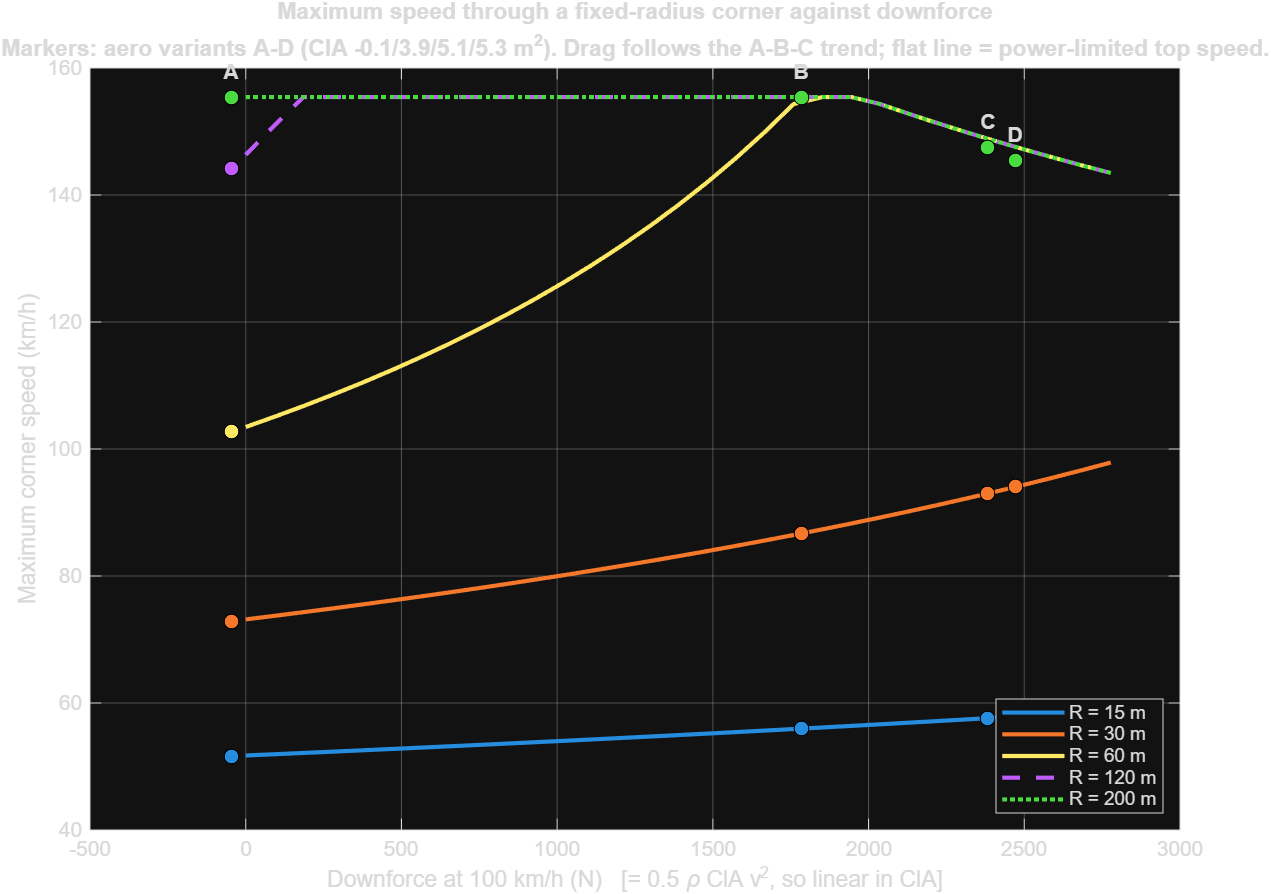 Maximum speed through a fixed-radius corner against downforce
Markers: aero variants A-D (ClA -0.1/3.9/5.1/5.3 m²). Drag follows the A-B-C trend; flat line = power-limited top speed.
160
140
120
100
80
60
40
Maximum corner speed (km/h)
A
B
C
D
R = 15 m
R = 30 m
R = 60 m
R = 120 m
R = 200 m
-500
0
500
1000
1500
2000
2500
3000
Downforce at 100 km/h (N) [= 0.5 ρ ClA v², so linear in ClA]